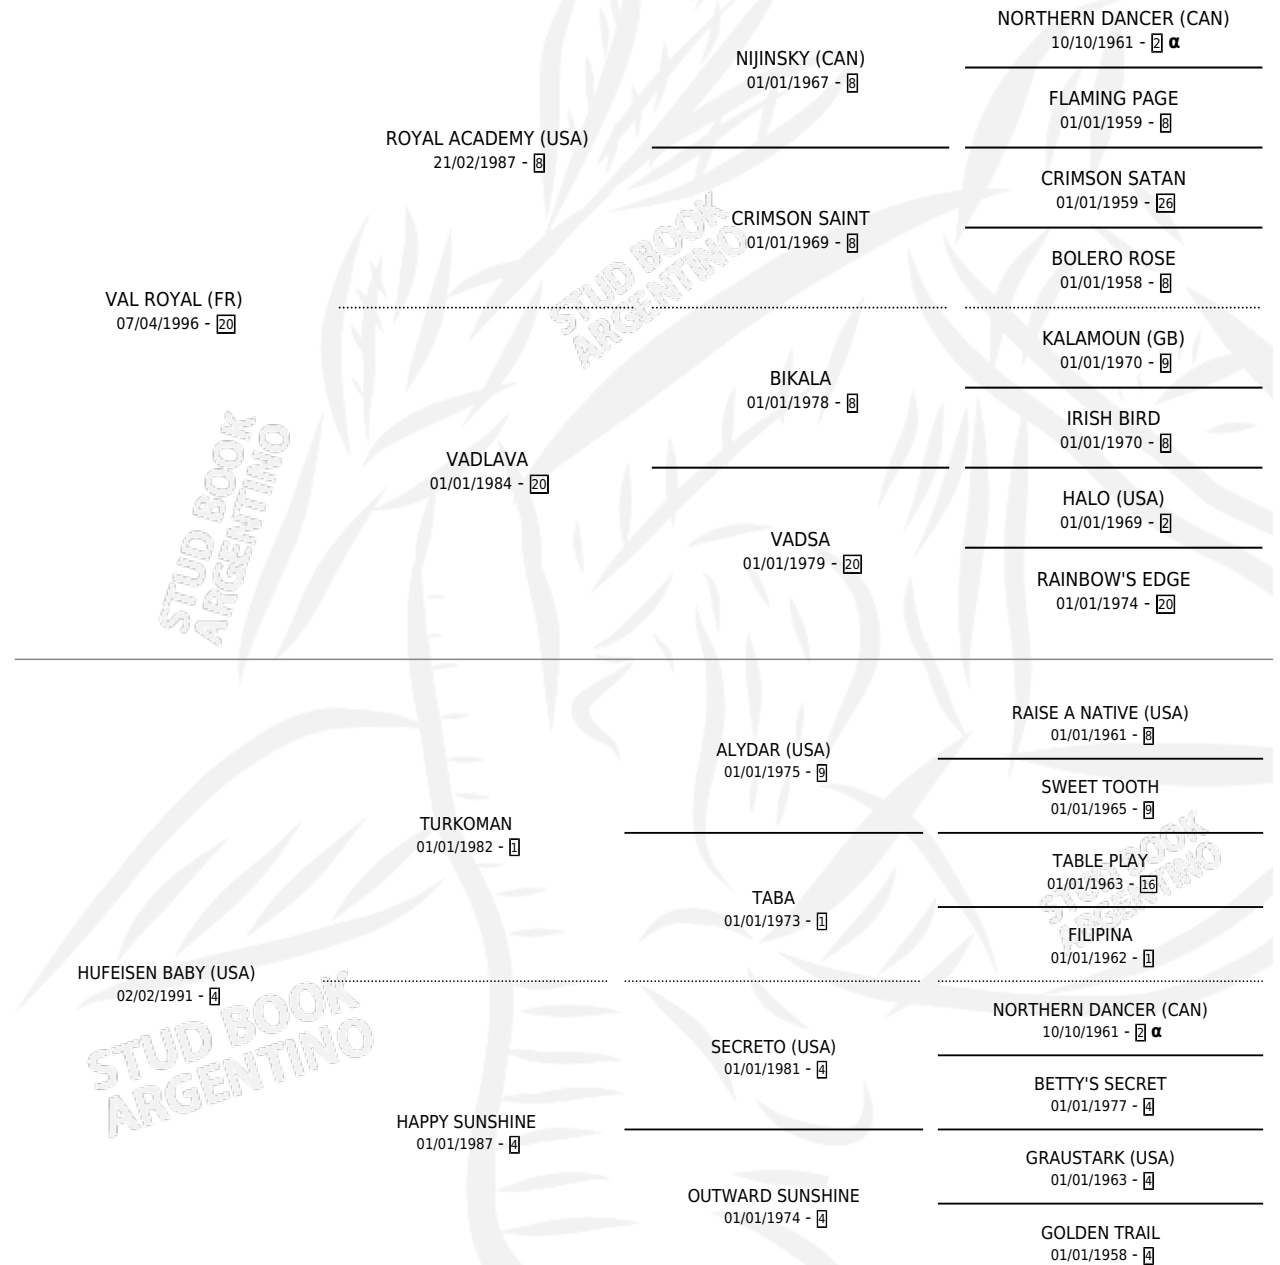 NORTHERN DANCER (CAN)
10/10/1961 - 2 α
NIJINSKY (CAN)
01/01/1967 - 8
FLAMING PAGE
01/01/1959 - 8
ROYAL ACADEMY (USA)
21/02/1987 - 8
CRIMSON SATAN
01/01/1959 - 26
CRIMSON SAINT
01/01/1969 - 8
BOLERO ROSE
01/01/1958 - 8
VAL ROYAL (FR)
07/04/1996 - 20
KALAMOUN (GB)
01/01/1970 - 9
BIKALA
01/01/1978 - 8
IRISH BIRD
01/01/1970 - 8
VADLAVA
01/01/1984 - 20
HALO (USA)
01/01/1969 - 2
VADSA
01/01/1979 - 20
RAINBOW'S EDGE
01/01/1974 - 20
RAISE A NATIVE (USA)
01/01/1961 - 8
ALYDAR (USA)
01/01/1975 - 9
SWEET TOOTH
01/01/1965 - 9
TURKOMAN
01/01/1982 - 1
TABLE PLAY
01/01/1963 - 16
TABA
01/01/1973 - 1
FILIPINA
01/01/1962 - 1
HUFEISEN BABY (USA)
02/02/1991 - 4
NORTHERN DANCER (CAN)
10/10/1961 - 2 α
SECRETO (USA)
01/01/1981 - 4
BETTY'S SECRET
01/01/1977 - 4
HAPPY SUNSHINE
01/01/1987 - 4
GRAUSTARK (USA)
01/01/1963 - 4
OUTWARD SUNSHINE
01/01/1974 - 4
GOLDEN TRAIL
01/01/1958 - 4
STUD BOOK
ARGENTINO
STUD BOOK
ARGENTINO
STUD BOOK
ARGENTINO
STUD BOOK
ARGENTINO